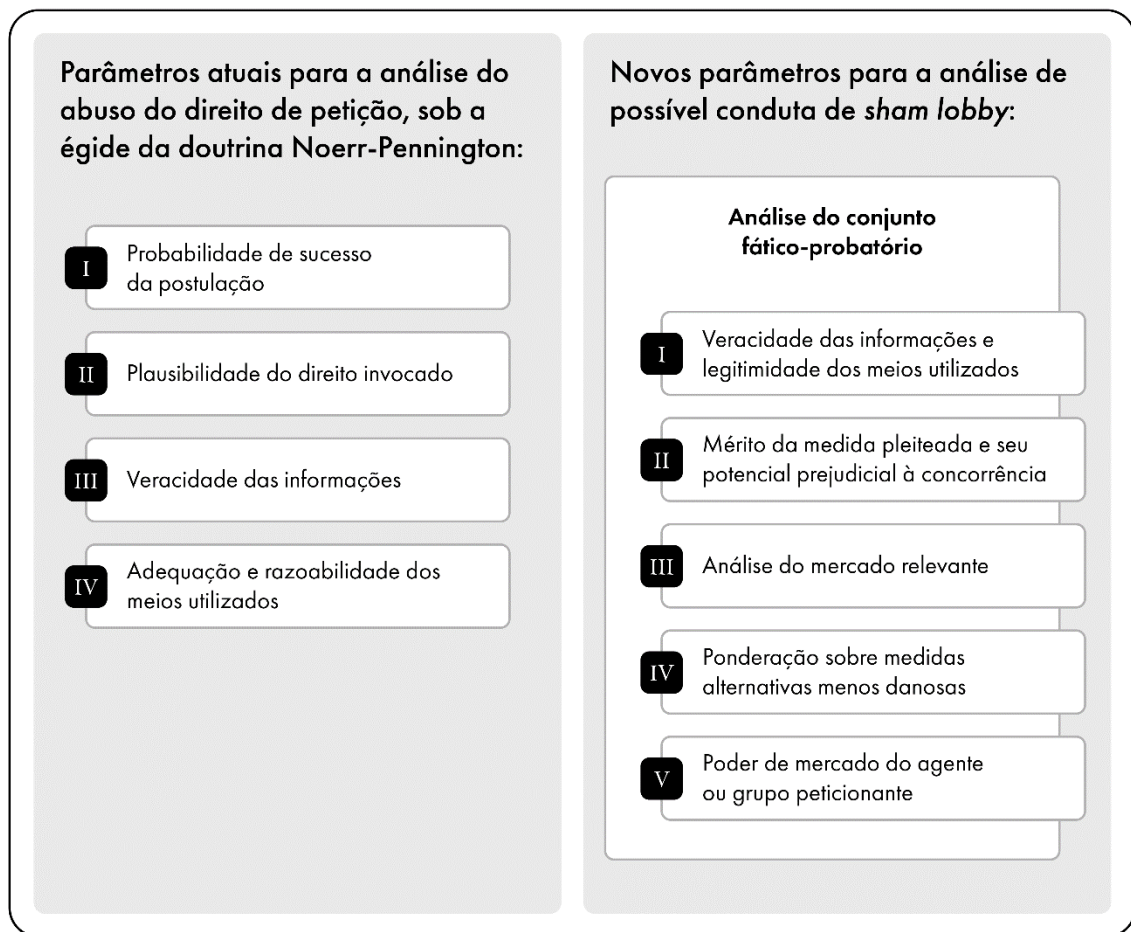 Parâmetros atuais para a análise do
abuso do direito de petição, sob a
égide da doutrina Noerr-Pennington:
I
Probabilidade de sucesso
da postulação
II
Plausibilidade do direito invocado
III
Veracidade das informações
IV
Adequação e razoabilidade dos
meios utilizados
Novos parâmetros para a análise de
possível conduta de sham lobby:
Análise do conjunto
fático-probatório
I
Veracidade das informações e
legitimidade dos meios utilizados
II
Mérito da medida pleiteada e seu
potencial prejudicial à concorrência
III
Análise do mercado relevante
IV
Ponderação sobre medidas
alternativas menos danosas
V
Poder de mercado do agente
ou grupo peticionante